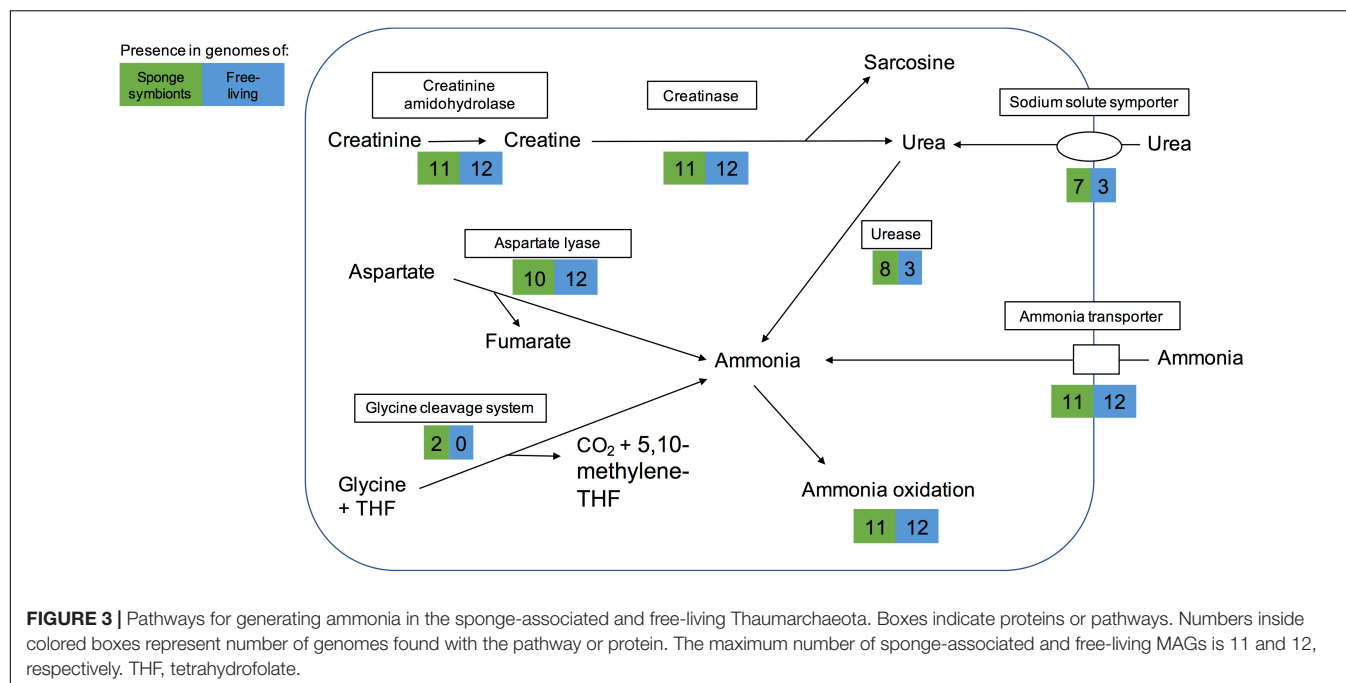 Presence in genomes of:
Sponge symbionts
Free-living
Creatinine amidohydrolase
Creatinase
Sarcosine
Sodium solute symporter
Creatinine
Creatine
Urea
Urea
11 12
11 12
7 3
Aspartate lyase
Urease
Aspartate
10 12
8 3
Fumarate
Ammonia transporter
Ammonia
Ammonia
11 12
Glycine cleavage system
2 0
CO₂ + 5,10-
methylene-
THF
Glycine
+ THF
Ammonia oxidation
11 12
FIGURE 3 | Pathways for generating ammonia in the sponge-associated and free-living Thaumarchaeota. Boxes indicate proteins or pathways. Numbers inside
colored boxes represent number of genomes found with the pathway or protein. The maximum number of sponge-associated and free-living MAGs is 11 and 12,
respectively. THF, tetrahydrofolate.